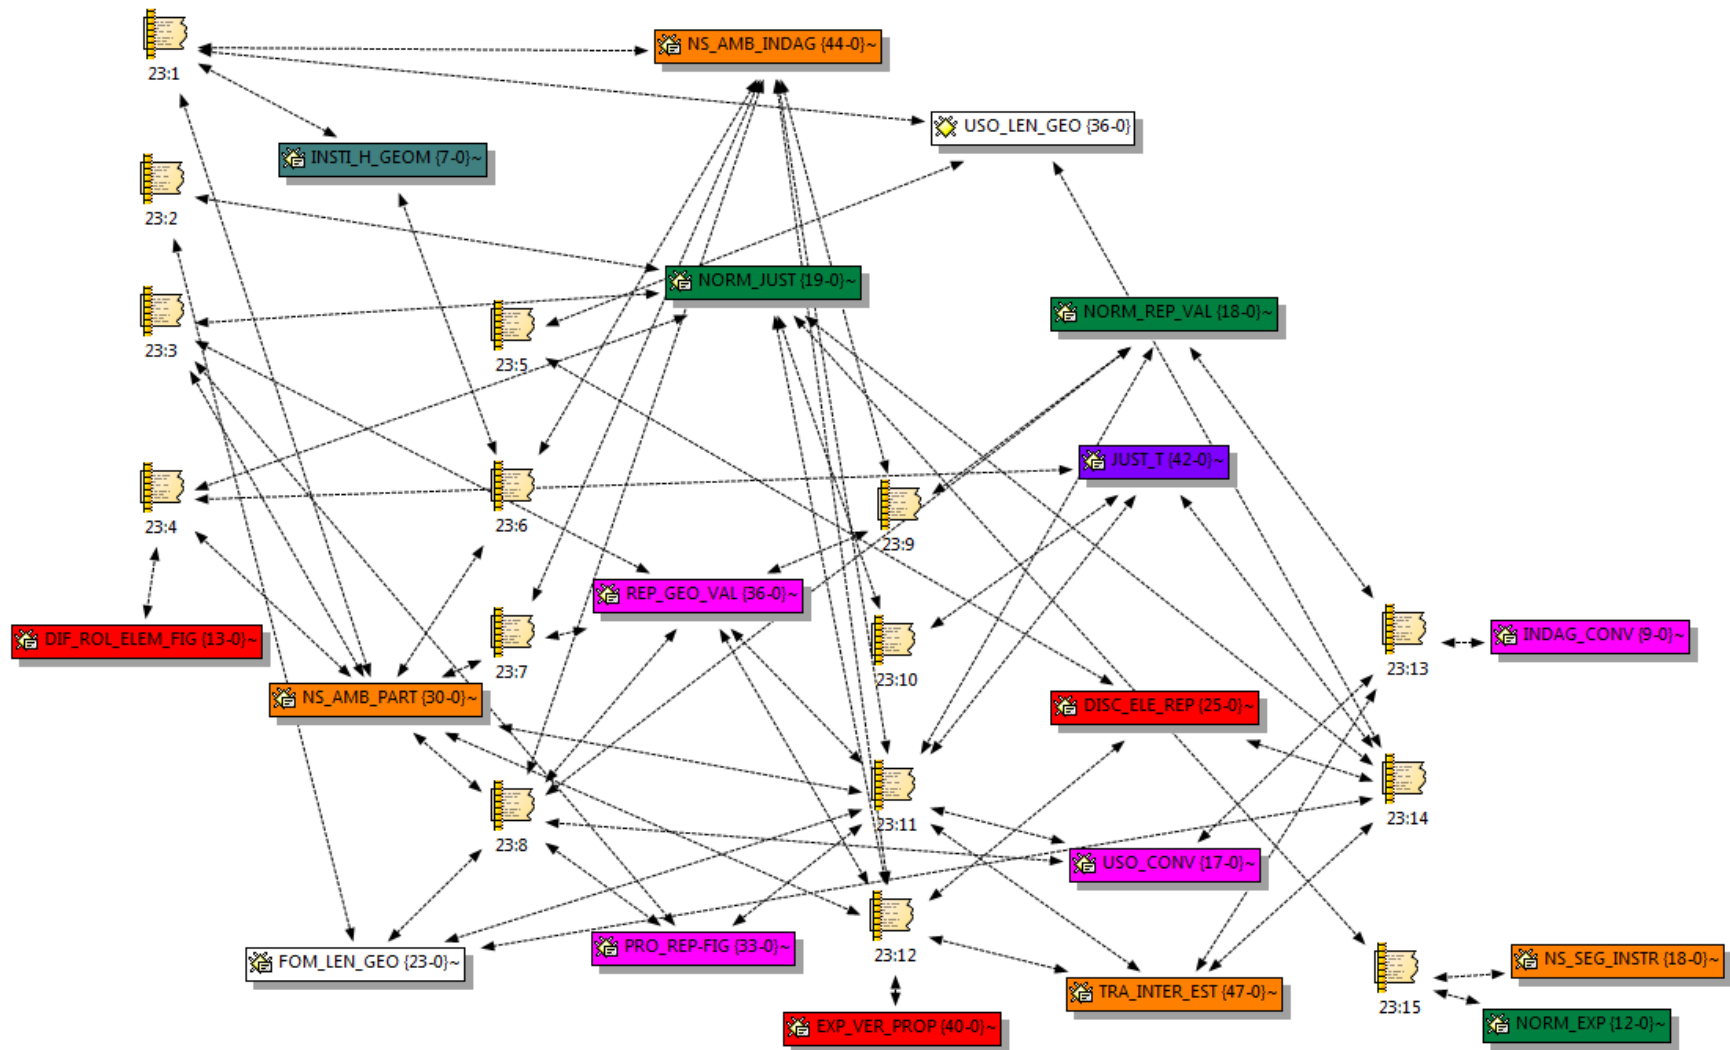 23:1
NS_AMB_INDAG {44-0}~
USO_LEN_GEO {36-0}
INSTI_H_GEOM {7-0}~
23:2
NORM_JUST {19-0}~
NORM_REP_VAL {18-0}~
23:3
23:5
JUST_T {42-0}~
23:4
23:6
23:9
REP_GEO_VAL {36-0}~
DIF_ROL_ELEM_FIG {13-0}~
INDAG_CONV {9-0}~
23:7
23:13
23:10
NS_AMB_PART {30-0}~
DISC_ELE_REP {25-0}~
23:8
23:11
23:14
USO_CONV {17-0}~
FOM_LEN_GEO {23-0}~
PRO_REP-FIG {33-0}~
23:12
NS_SEG_INSTR {18-0}~
TRA_INTER_EST {47-0}~
23:15
EXP_VER_PROP {40-0}~
NORM_EXP {12-0}~